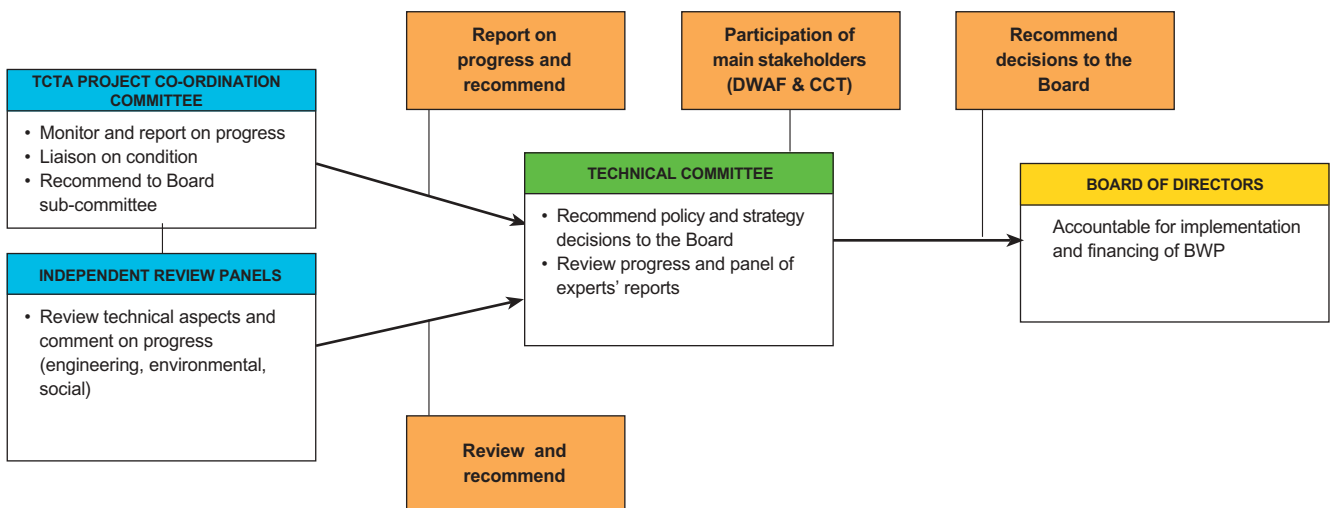 Report on
progress and
recommend
Participation of
main stakeholders
(DWAF & CCT)
Recommend
decisions to the
Board
TCTA PROJECT CO-ORDINATION
COMMITTEE
• Monitor and report on progress
• Liaison on condition
• Recommend to Board
sub-committee
INDEPENDENT REVIEW PANELS
• Review technical aspects and
comment on progress
(engineering, environmental,
social)
TECHNICAL COMMITTEE
• Recommend policy and strategy
decisions to the Board
• Review progress and panel of
experts’ reports
BOARD OF DIRECTORS
Accountable for implementation
and financing of BWP
Review and
recommend